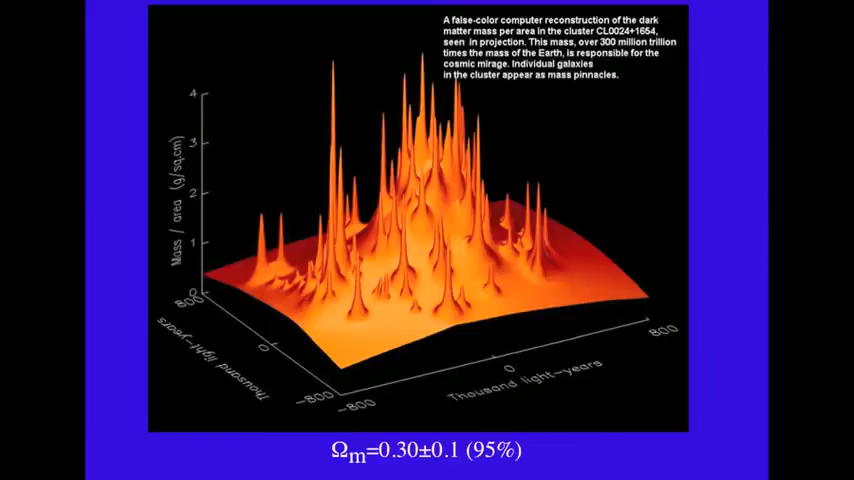 A false-color computer reconstruction of the dark
matter mass per area in the cluster CL0024+1654,
seen in projection. This mass, over 300 million trillion
times the mass of the Earth, is responsible for the
cosmic mirage. Individual galaxies
in the cluster appear as mass pinnacles.
4
3
2
1
0
Mass / area (g/sq.cm)
800
0
-800
Thousand light-years
-800
0
800
Thousand light-years
Ωm=0.30±0.1 (95%)